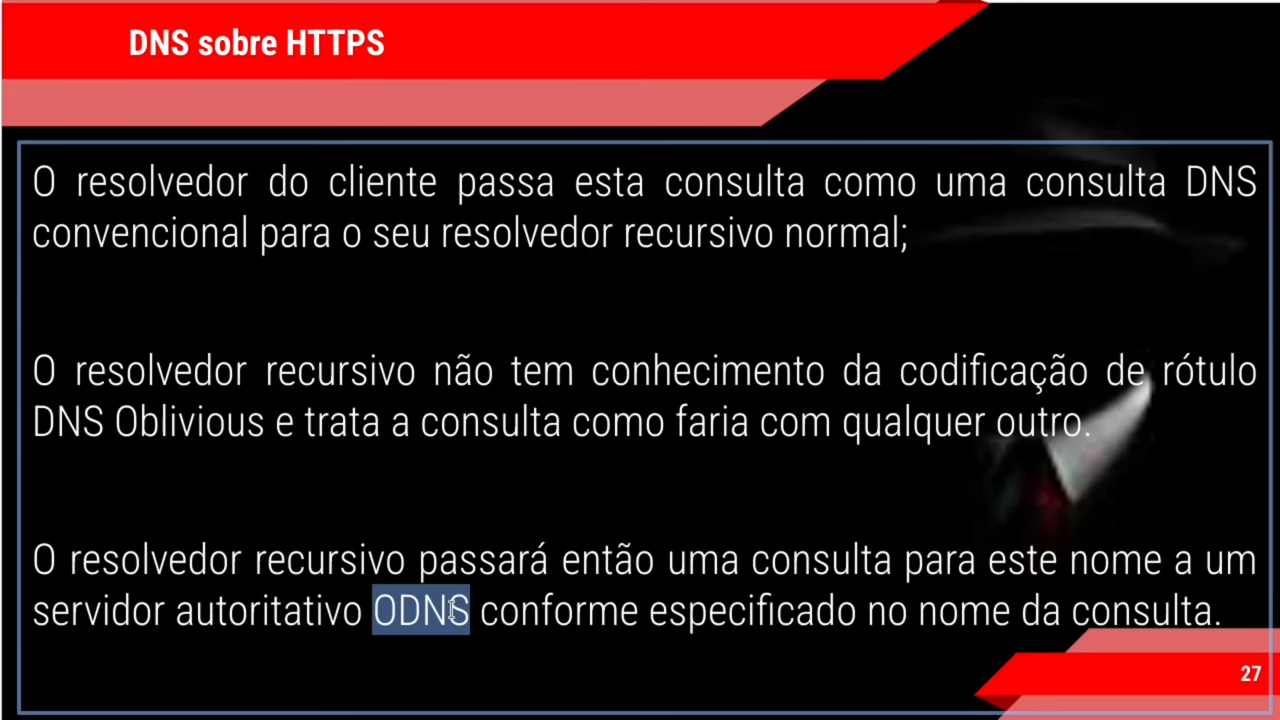 DNS sobre HTTPS
O resolvedor do cliente passa esta consulta como uma consulta DNS
convencional para o seu resolvedor recursivo normal;
O resolvedor recursivo não tem conhecimento da codificação de rótulo
DNS Oblivious e trata a consulta como faria com qualquer outro.
O resolvedor recursivo passará então uma consulta para este nome a um
servidor autoritativo ODNS conforme especificado no nome da consulta.
27